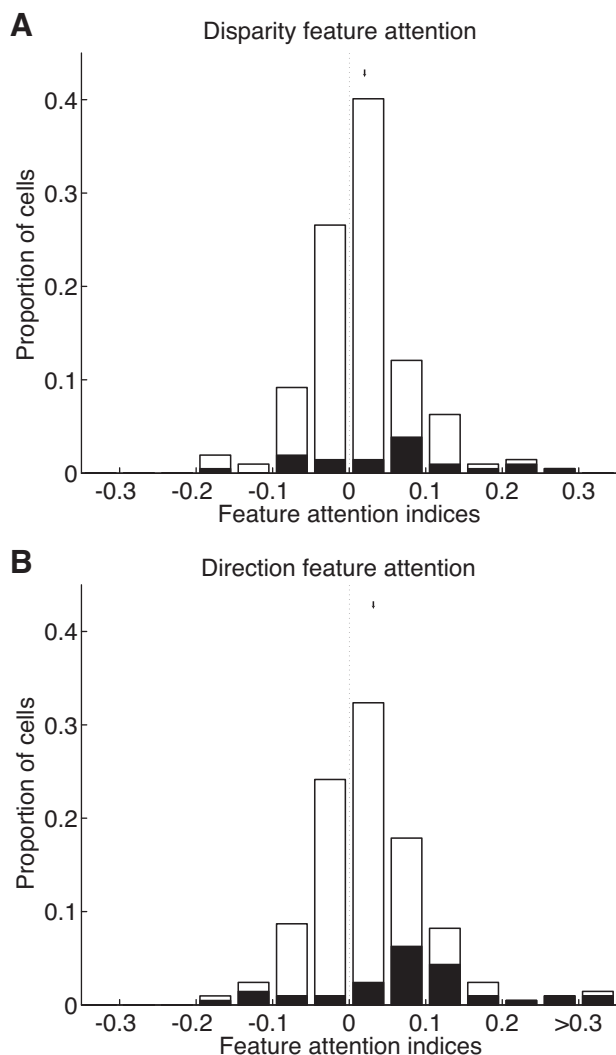 A
Disparity feature attention
Proportion of cells
0.4
0.3
0.2
0.1
0
-0.3 -0.2 -0.1 0 0.1 0.2 0.3
Feature attention indices
B
Direction feature attention
Proportion of cells
0.4
0.3
0.2
0.1
0
-0.3 -0.2 -0.1 0 0.1 0.2 >0.3
Feature attention indices